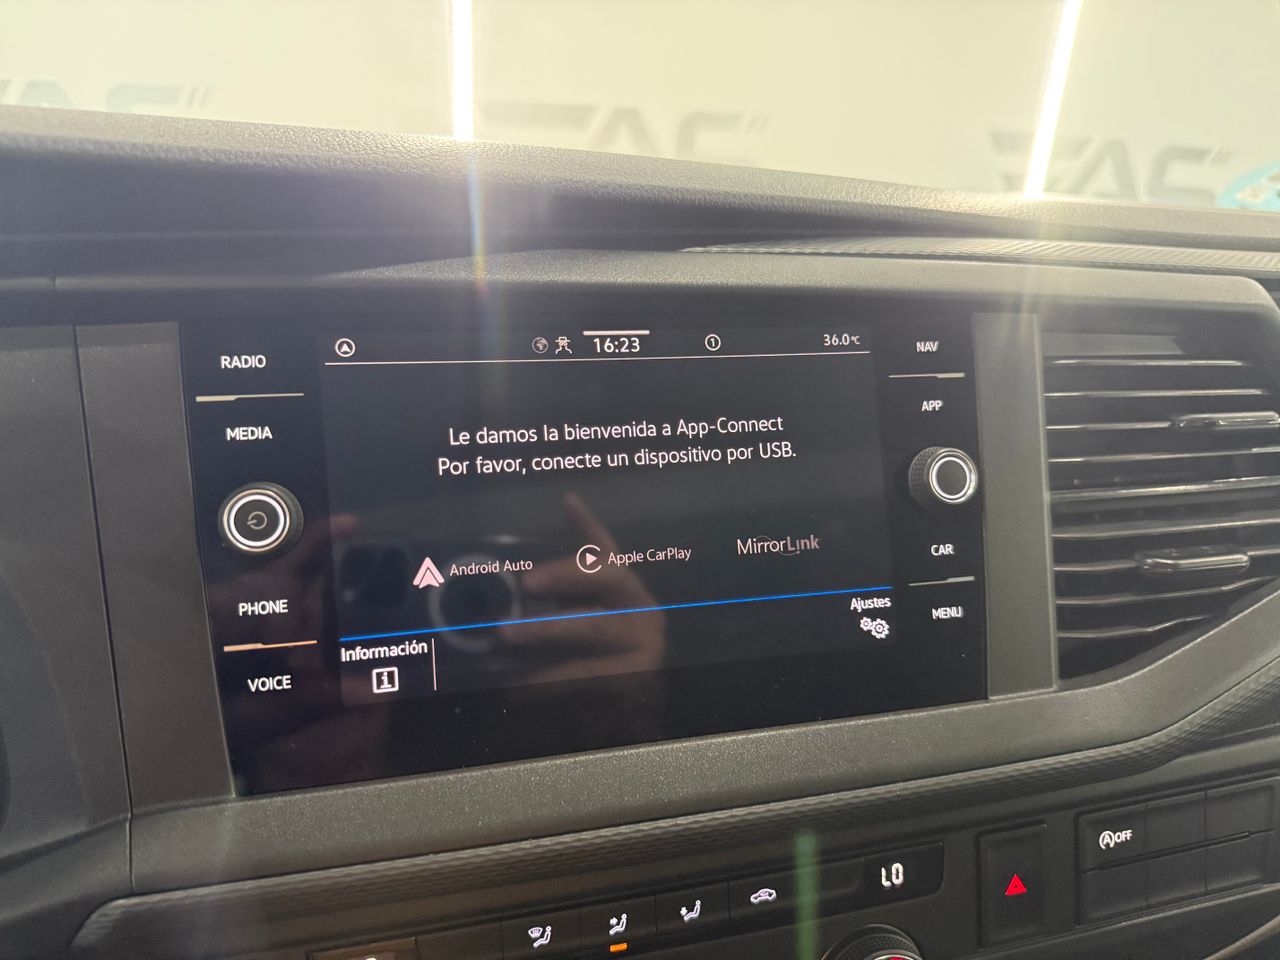 RADIO
MEDIA
PHONE
VOICE
16:23
1
36.0°C
Le damos la bienvenida a App-Connect
Por favor, conecte un dispositivo por USB.
Android Auto
Apple CarPlay
MirrorLink
Ajustes
Información
i
NAV
APP
CAR
MENU
A OFF
LO